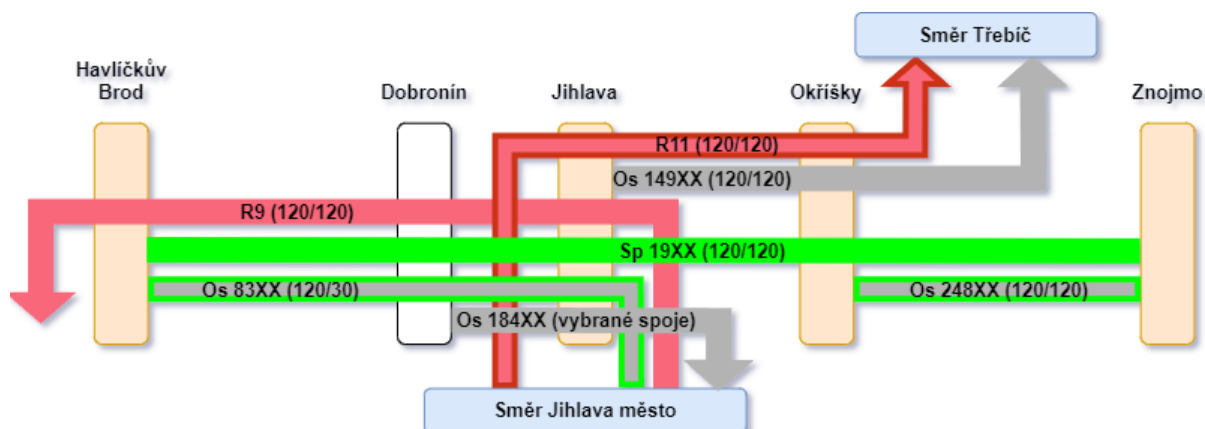 Směr Třebíč
Havlíčkův
Brod
Dobronín
Jihlava
Okříšky
Znojmo
R11 (120/120)
Os 149XX (120/120)
R9 (120/120)
Sp 19XX (120/120)
Os 83XX (120/30)
Os 248XX (120/120)
Os 184XX (vybrané spoje)
Směr Jihlava město